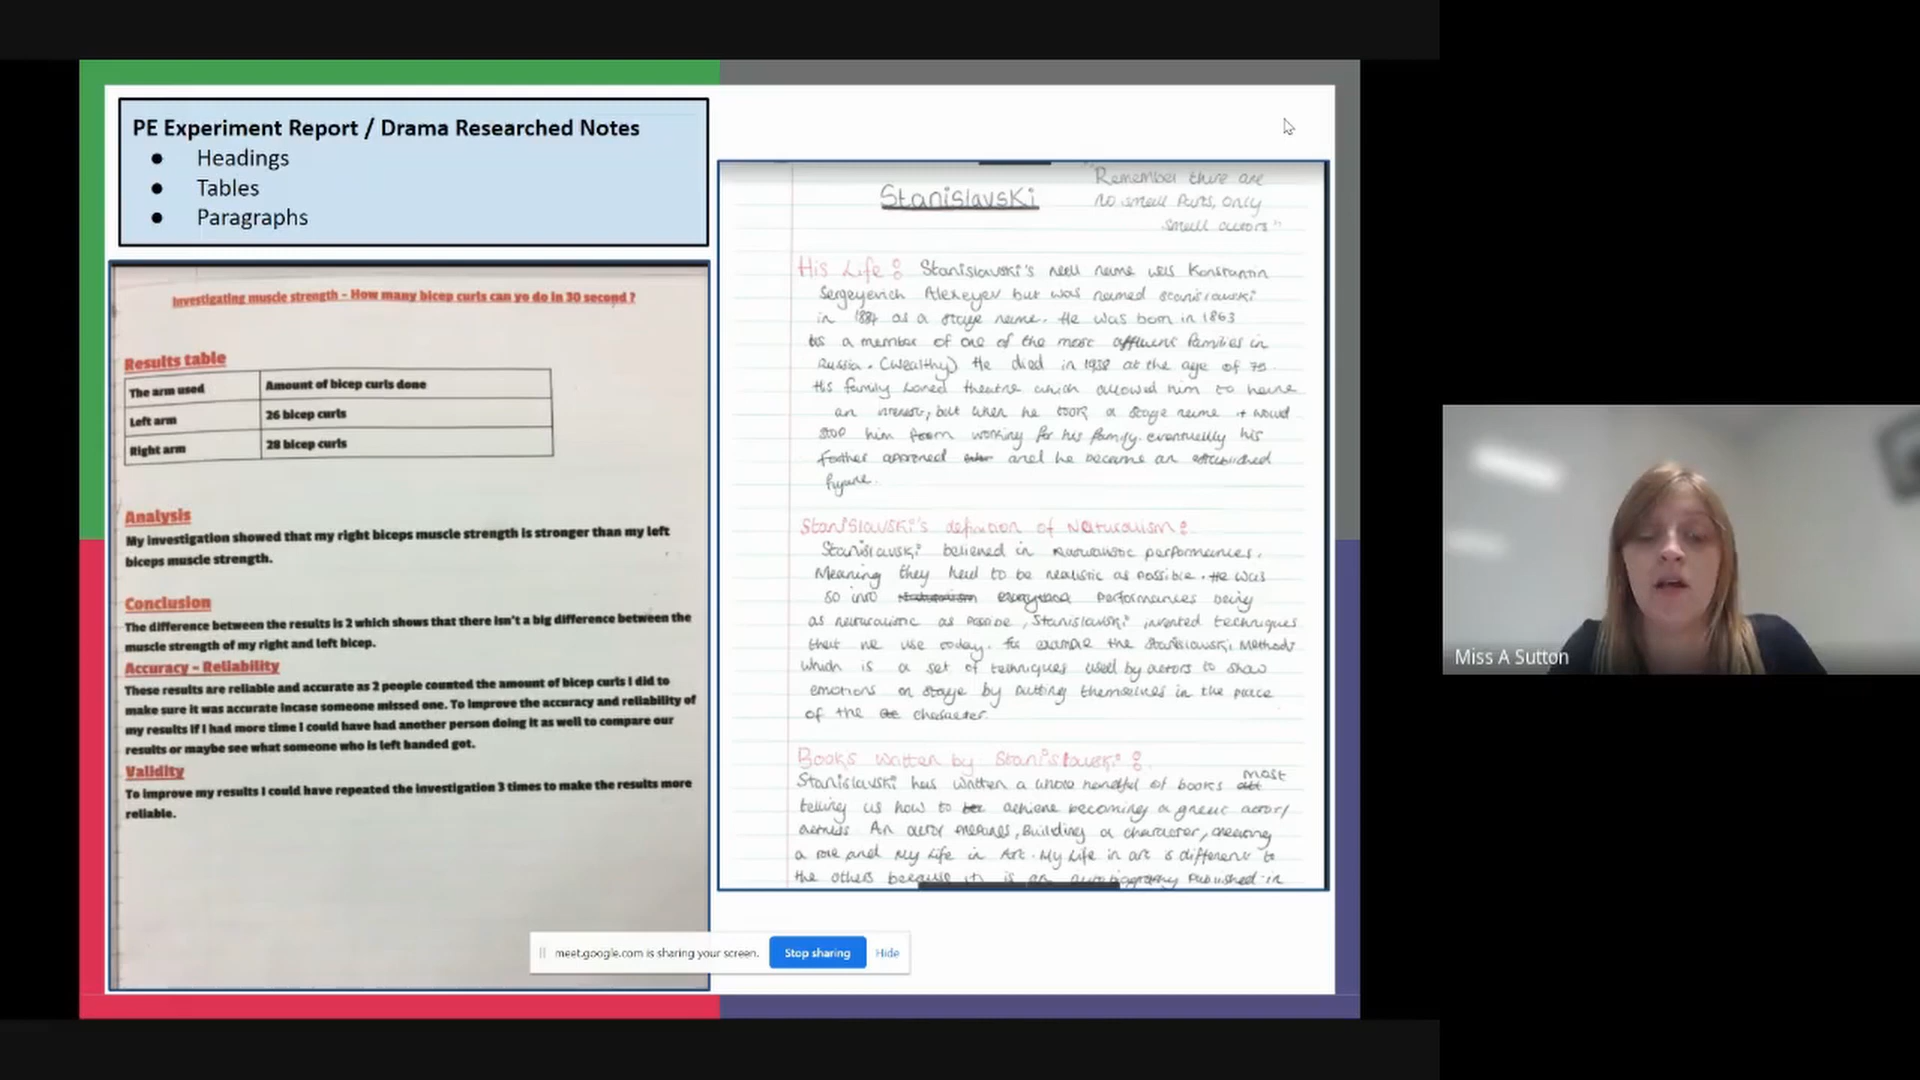 PE Experiment Report / Drama Researched Notes
● Headings
● Tables
● Paragraphs
Investigating muscle strength - How many bicep curls can yo do in 30 second ?
Results table
The arm used Amount of bicep curls done
Left arm 26 bicep curls
Right arm 28 bicep curls
Analysis
My investigation showed that my right biceps muscle strength is stronger than my left
biceps muscle strength.
Conclusion
The difference between the results is 2 which shows that there isn't a big difference between the
muscle strength of my right and left bicep.
Accuracy - Reliability
These results are reliable and accurate as 2 people counted the amount of bicep curls I did to
make sure it was accurate incase someone missed one. To improve the accuracy and reliability of
my results if I had more time I could have had another person doing it as well to compare our
results or maybe see what someone who is left handed got.
Validity
To improve my results I could have repeated the investigation 3 times to make the results more
reliable.
Stanislavski
"Remember there are
no small parts, only
small actors"
His Life: Stanislavski's real name was Konstantin
Sergeyevich Alexeyev but was named Stanislavski
in as a stage name. He was born in 1863
as a member of one of the most affluent families in
Russia. (Wealthy) He died in 1938 at the age of 75.
His family theatre which allowed him to have
an interest, but when he took a stage name it would
stop him from working for his family. eventually his
father and he became an
figure.
Stanislavski's definition of Naturalism:
Stanislavski believed in naturalistic performances.
Meaning they had to be realistic as possible. He was
so into performances being
as naturalistic as possible, Stanislavski invented techniques
that we use today. for example the Stanislavski Methods
which is a set of techniques used by actors to show
emotions on stage by putting themselves in the place
of the character.
Books written by Stanislavski:
Stanislavski has written a whole handful of books most
telling us how to achieve becoming a great actor/
actress An actor prepares, Building a character, creating
a role and My Life in Art. My Life in art is different to
the others because it is an autobiography published in
meet.google.com is sharing your screen. Stop sharing Hide
Miss A Sutton